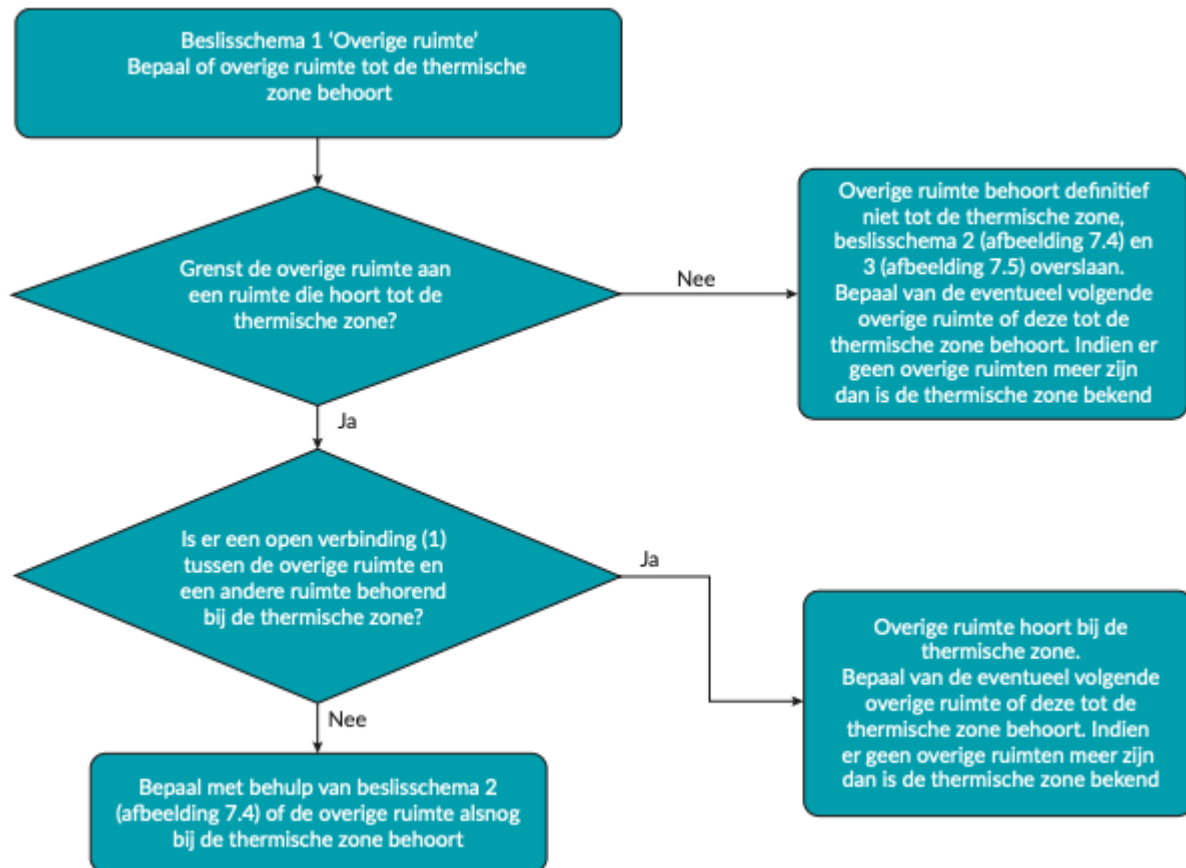 Beslisschema 1 ‘Overige ruimte’
Bepaal of overige ruimte tot de thermische
zone behoort
Grenst de overige ruimte aan
een ruimte die hoort tot de
thermische zone?
Nee
Overige ruimte behoort definitief
niet tot de thermische zone,
beslisschema 2 (afbeelding 7.4) en
3 (afbeelding 7.5) overslaan.
Bepaal van de eventueel volgende
overige ruimte of deze tot de
thermische zone behoort. Indien er
geen overige ruimten meer zijn
dan is de thermische zone bekend
Ja
Is er een open verbinding (1)
tussen de overige ruimte en
een andere ruimte behorend
bij de thermische zone?
Ja
Overige ruimte hoort bij de
thermische zone.
Bepaal van de eventueel volgende
overige ruimte of deze tot de
thermische zone behoort. Indien
er geen overige ruimten meer zijn
dan is de thermische zone bekend
Nee
Bepaal met behulp van beslisschema 2
(afbeelding 7.4) of de overige ruimte alsnog
bij de thermische zone behoort